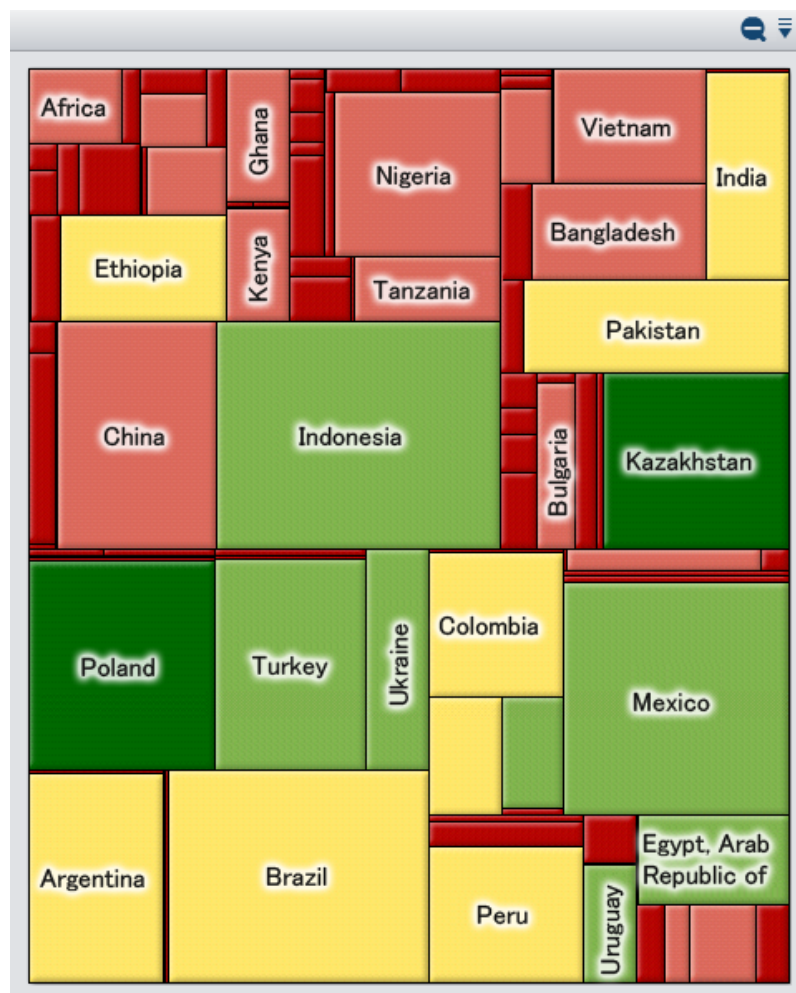 Africa
Ghana
Nigeria
Vietnam
India
Bangladesh
Ethiopia
Kenya
Tanzania
Pakistan
China
Indonesia
Bulgaria
Kazakhstan
Poland
Turkey
Ukraine
Colombia
Mexico
Argentina
Brazil
Peru
Uruguay
Egypt, Arab
Republic of